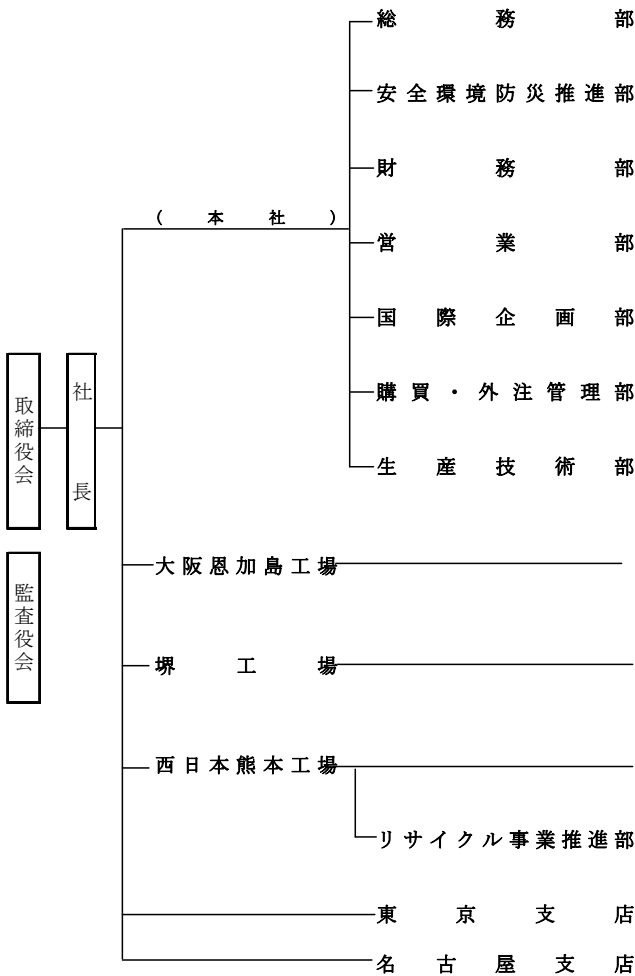 総務部
安全環境防災推進部
財務部
(本社)
営業部
国際企画部
取締役会
社長
購買・外注管理部
生産技術部
大阪恩加島工場
監査役会
堺工場
西日本熊本工場
リサイクル事業推進部
東京支店
名古屋支店